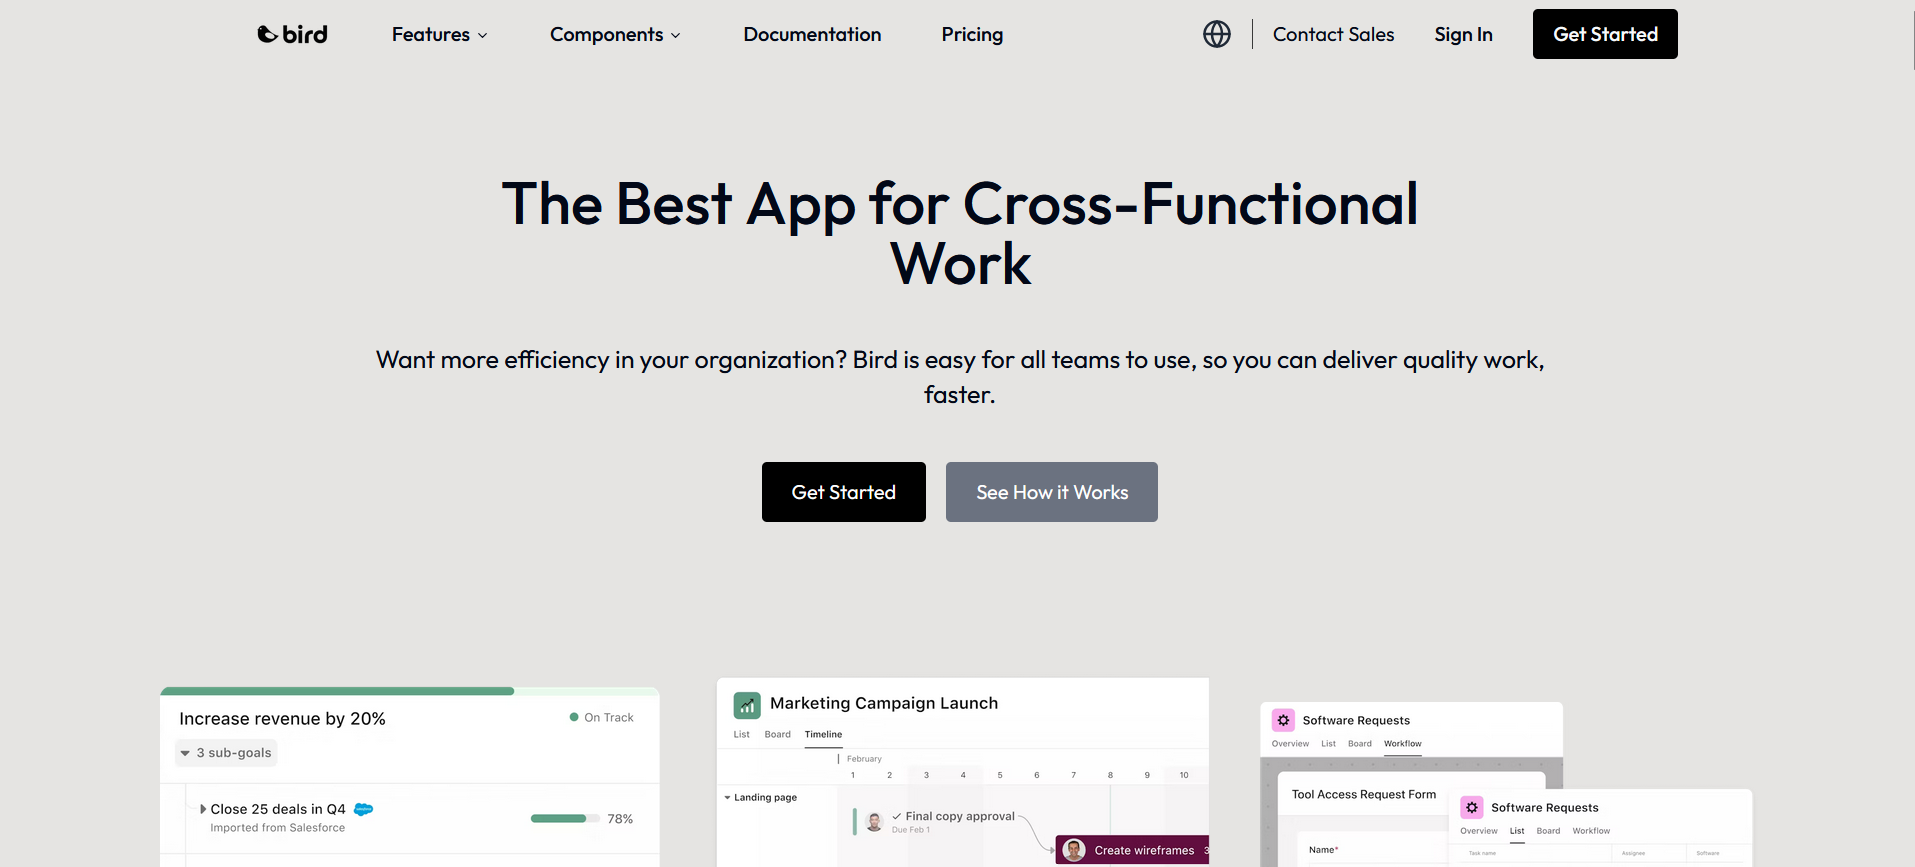 bird
Features
Components
Documentation
Pricing
Contact Sales
Sign In
Get Started
The Best App for Cross-Functional
Work
Want more efficiency in your organization? Bird is easy for all teams to use, so you can deliver quality work,
faster.
Get Started
See How it Works
Increase revenue by 20%
On Track
3 sub-goals
Close 25 deals in Q4
Imported from Salesforce
78%
Marketing Campaign Launch
List Board Timeline
February
1 2 3 4 5 6 7 8 9 10
Landing page
Final copy approval
Due Feb 1
Create wireframes 3
Software Requests
Overview List Board Workflow
Tool Access Request Form
Name*
Software Requests
Overview List Board Workflow
Task name Assignee Software